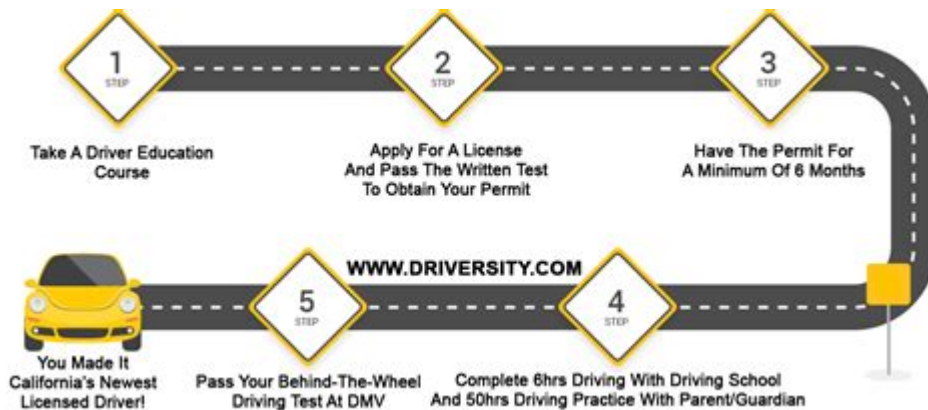 1
STEP
2
STEP
3
STEP
Take A Driver Education
Course
Apply For A License
And Pass The Written Test
To Obtain Your Permit
Have The Permit For
A Minimum Of 6 Months
WWW.DRIVERSITY.COM
4
STEP
Complete 6hrs Driving With Driving School
And 50hrs Driving Practice With Parent/Guardian
5
STEP
Pass Your Behind-The-Wheel
Driving Test At DMV
You Made It
California's Newest
Licensed Driver!